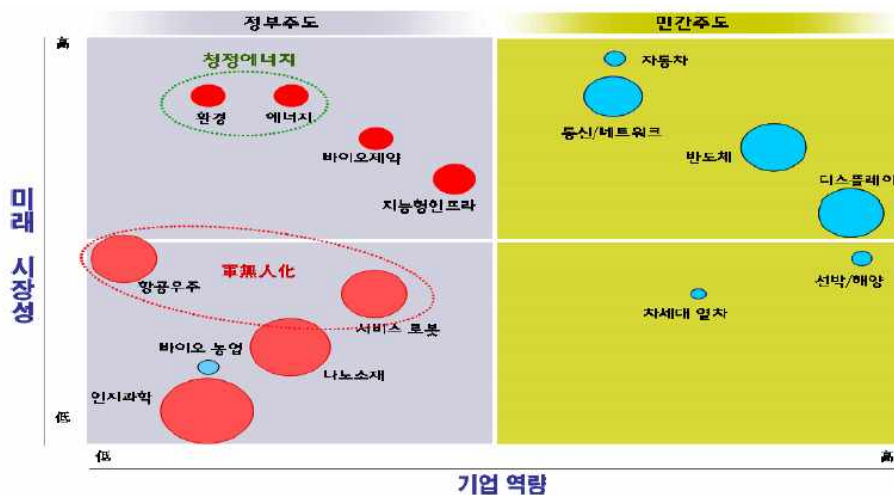 정부주도
민간주도
高
청정에너지
환경
에너지
바이오제약
지능형인프라
자동차
통신/네트워크
반도체
디스플레이
미래 시장성
軍無人化
항공우주
서비스 로봇
바이오 농업
나노소재
인지과학
선박/해양
차세대 열차
低
低
高
기업 역량